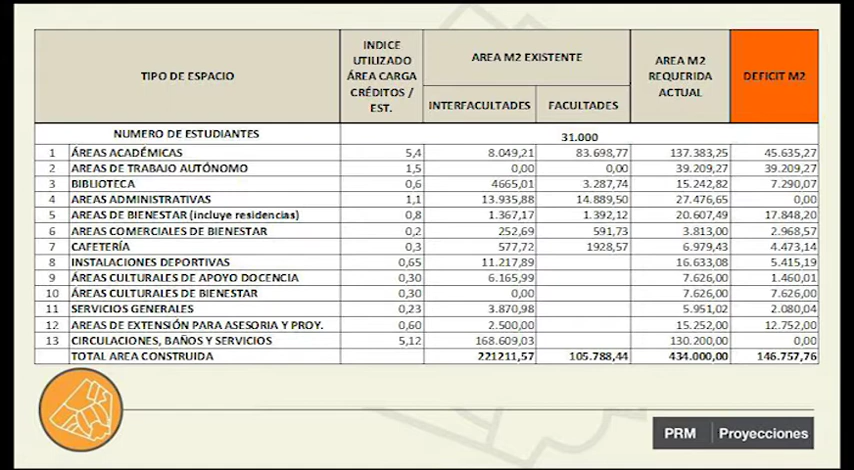 TIPO DE ESPACIO INDICE UTILIZADO ÁREA CARGA CRÉDITOS / EST. AREA M2 EXISTENTE AREA M2 REQUERIDA ACTUAL DEFICIT M2
INTERFACULTADES FACULTADES
NUMERO DE ESTUDIANTES 31.000
1 ÁREAS ACADÉMICAS 5,4 8.049,21 83.698,77 137.383,25 45.635,27
2 AREAS DE TRABAJO AUTÓNOMO 1,5 0,00 0,00 39.209,27 39.209,27
3 BIBLIOTECA 0,6 4665,01 3.287,74 15.242,82 7.290,07
4 AREAS ADMINISTRATIVAS 1,1 13.935,88 14.889,50 27.476,65 0,00
5 AREAS DE BIENESTAR (incluye residencias) 0,8 1.367,17 1.392,12 20.607,49 17.848,20
6 AREAS COMERCIALES DE BIENESTAR 0,2 252,69 591,73 3.813,00 2.968,57
7 CAFETERÍA 0,3 577,72 1928,57 6.979,43 4.473,14
8 INSTALACIONES DEPORTIVAS 0,65 11.217,89 16.633,08 5.415,19
9 ÁREAS CULTURALES DE APOYO DOCENCIA 0,30 6.165,99 7.626,00 1.460,01
10 ÁREAS CULTURALES DE BIENESTAR 0,30 0,00 7.626,00 7.626,00
11 SERVICIOS GENERALES 0,23 3.870,98 5.951,02 2.080,04
12 AREAS DE EXTENSIÓN PARA ASESORIA Y PROY. 0,60 2.500,00 15.252,00 12.752,00
13 CIRCULACIONES, BAÑOS Y SERVICIOS 5,12 168.609,03 130.200,00 0,00
TOTAL AREA CONSTRUIDA 221211,57 105.788,44 434.000,00 146.757,76
PRM Proyecciones